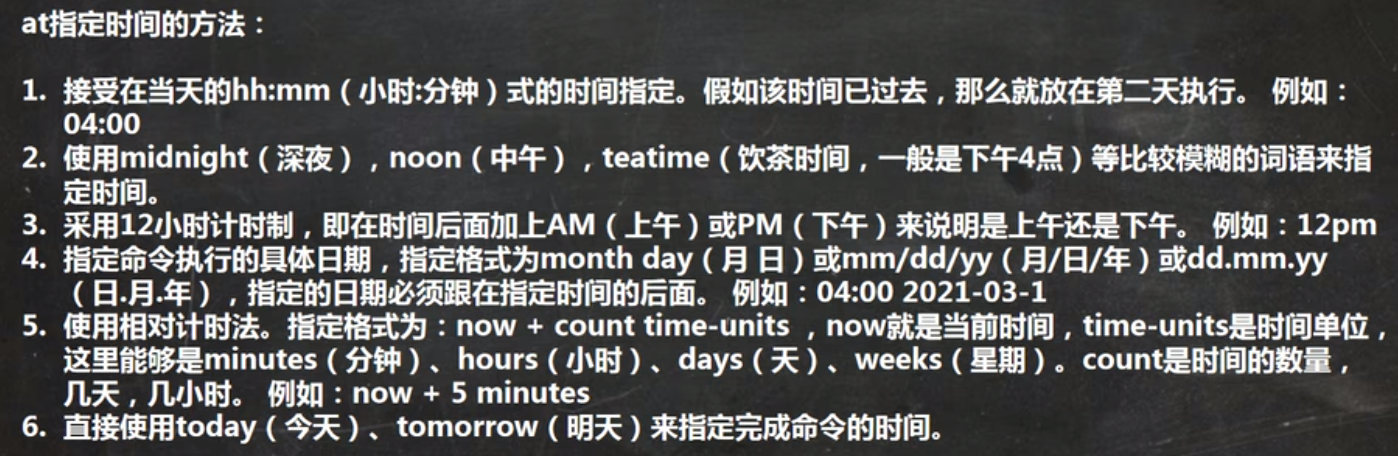 at指定时间的方法：
1. 接受在当天的hh:mm（小时:分钟）式的时间指定。假如该时间已过去，那么就放在第二天执行。 例如：
04:00
2. 使用midnight（深夜），noon（中午），teatime（饮茶时间，一般是下午4点）等比较模糊的词语来指
定时间。
3. 采用12小时计时制，即在时间后面加上AM（上午）或PM（下午）来说明是上午还是下午。 例如：12pm
4. 指定命令执行的具体日期，指定格式为month day（月 日）或mm/dd/yy（月/日/年）或dd.mm.yy
（日.月.年），指定的日期必须跟在指定时间的后面。 例如：04:00 2021-03-1
5. 使用相对计时法。指定格式为：now + count time-units ，now就是当前时间，time-units是时间单位，
这里能够是minutes（分钟）、hours（小时）、days（天）、weeks（星期）。count是时间的数量，
几天，几小时。 例如：now + 5 minutes
6. 直接使用today（今天）、tomorrow（明天）来指定完成命令的时间。